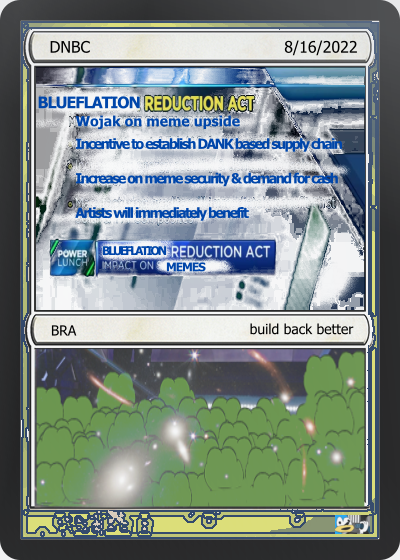 DNBC 8/16/2022
BLUEFLATION REDUCTION ACT
Wojak on meme upside
Incentive to establish DANK based supply chain
Increase on meme security & demand for cash
Artists will immediately benefit
POWER LUNCH
BLUEFLATION REDUCTION ACT
IMPACT ON MEMES
BRA build back better